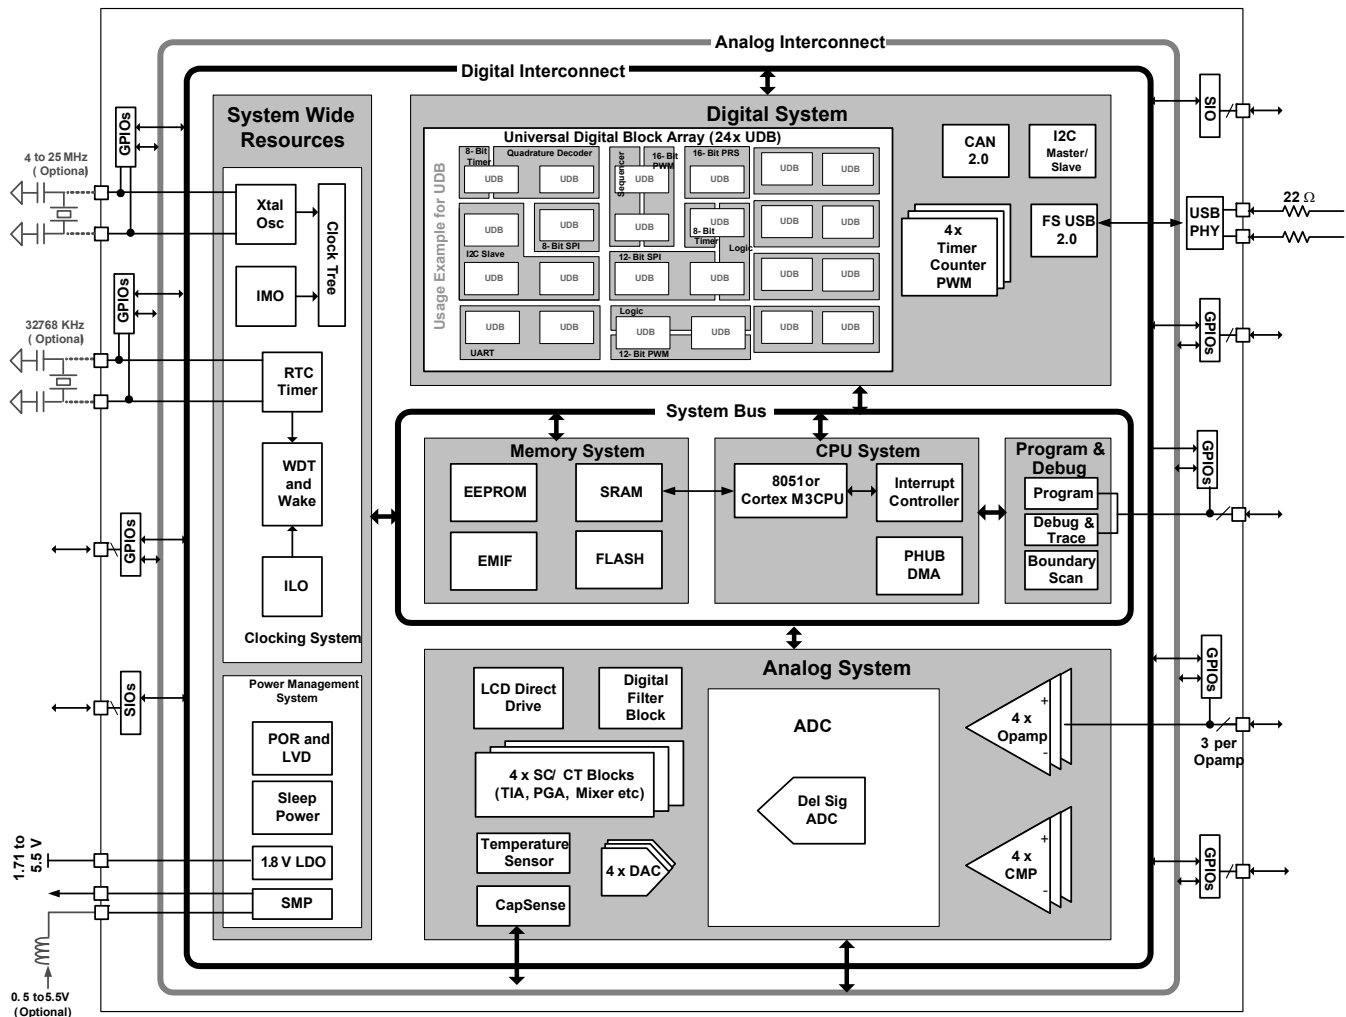 Analog Interconnect
Digital Interconnect
System Wide
Resources
Digital System
Universal Digital Block Array (24x UDB)
Usage Example for UDB
8- Bit
Timer
Quadrature Decoder
Sequencer
16- Bit
PWM
16- Bit PRS
UDB
UDB
UDB
UDB
UDB
UDB
UDB
UDB
UDB
UDB
UDB
UDB
8- Bit
Timer
Logic
I2C Slave
8- Bit SPI
12- Bit SPI
UDB
UDB
UDB
UDB
UDB
UDB
Logic
UDB
UDB
UDB
UDB
UDB
UDB
UART
12- Bit PWM
CAN
2.0
I2C
Master/
Slave
4 x
Timer
Counter
PWM
FS USB
2.0
USB
PHY
22 Ω
SIO
GPIOs
GPIOs
GPIOs
GPIOs
GPIOs
GPIOs
GPIOs
SIOs
4 to 25 MHz
( Optional)
32768 KHz
( Optional)
Xtal
Osc
IMO
Clock Tree
RTC
Timer
WDT
and
Wake
ILO
Clocking System
Power Management
System
POR and
LVD
Sleep
Power
1.8 V LDO
SMP
1.71 to
5.5 V
0. 5 to5.5V
(Optional)
System Bus
Memory System
EEPROM
SRAM
EMIF
FLASH
CPU System
8051or
Cortex M3CPU
Interrupt
Controller
PHUB
DMA
Program &
Debug
Program
Debug &
Trace
Boundary
Scan
Analog System
LCD Direct
Drive
Digital
Filter
Block
4 x SC/ CT Blocks
(TIA, PGA, Mixer etc)
Temperature
Sensor
4 x DAC
CapSense
ADC
Del Sig
ADC
+
4 x
Opamp
-
+
4 x
CMP
-
3 per
Opamp